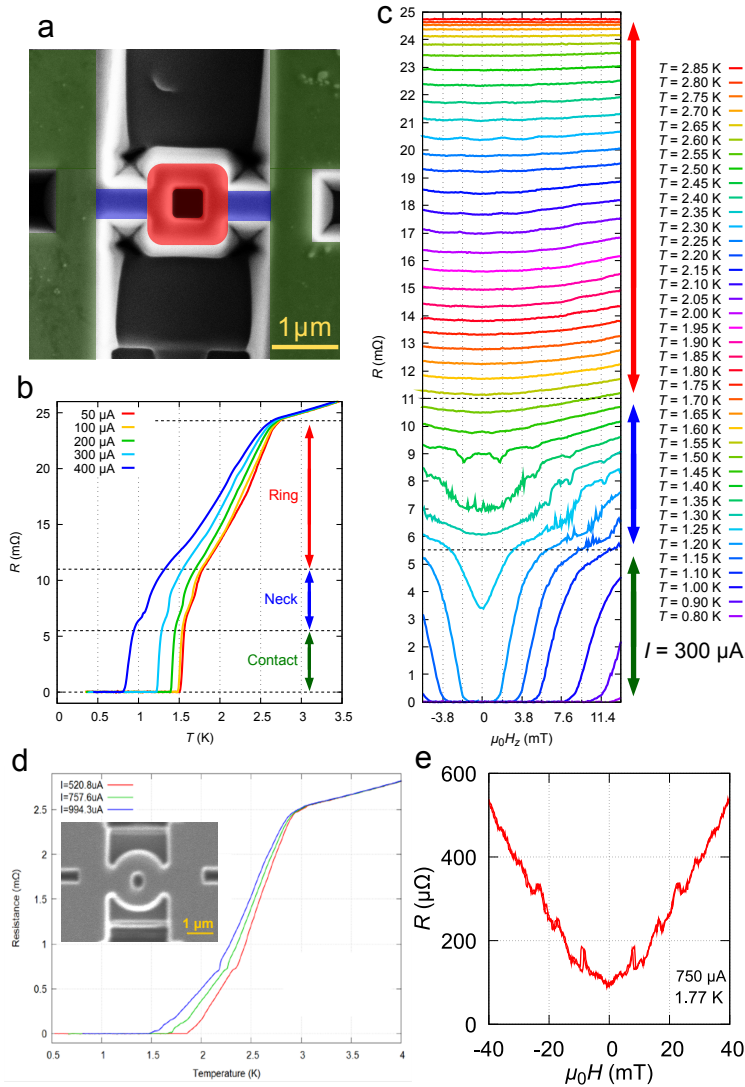 a
1μm
b
R (mΩ)
25
20
15
10
5
0
50 μA
100 μA
200 μA
300 μA
400 μA
Ring
Neck
Contact
0 0.5 1 1.5 2 2.5 3 3.5
T (K)
c
R (mΩ)
25
24
23
22
21
20
19
18
17
16
15
14
13
12
11
10
9
8
7
6
5
4
3
2
1
0
-3.8 0 3.8 7.6 11.4
μ0Hz (mT)
T = 2.85 K
T = 2.80 K
T = 2.75 K
T = 2.70 K
T = 2.65 K
T = 2.60 K
T = 2.55 K
T = 2.50 K
T = 2.45 K
T = 2.40 K
T = 2.35 K
T = 2.30 K
T = 2.25 K
T = 2.20 K
T = 2.15 K
T = 2.10 K
T = 2.05 K
T = 2.00 K
T = 1.95 K
T = 1.90 K
T = 1.85 K
T = 1.80 K
T = 1.75 K
T = 1.70 K
T = 1.65 K
T = 1.60 K
T = 1.55 K
T = 1.50 K
T = 1.45 K
T = 1.40 K
T = 1.35 K
T = 1.30 K
T = 1.25 K
T = 1.20 K
T = 1.15 K
T = 1.10 K
T = 1.00 K
T = 0.90 K
T = 0.80 K
I = 300 μA
d
Resistance (mΩ)
2.5
2
1.5
1
0.5
0
I=520.8uA
I=757.6uA
I=994.3uA
1 μm
0.5 1 1.5 2 2.5 3 3.5 4
Temperature (K)
e
R (μΩ)
600
400
200
0
750 μA
1.77 K
-40 -20 0 20 40
μ0H (mT)